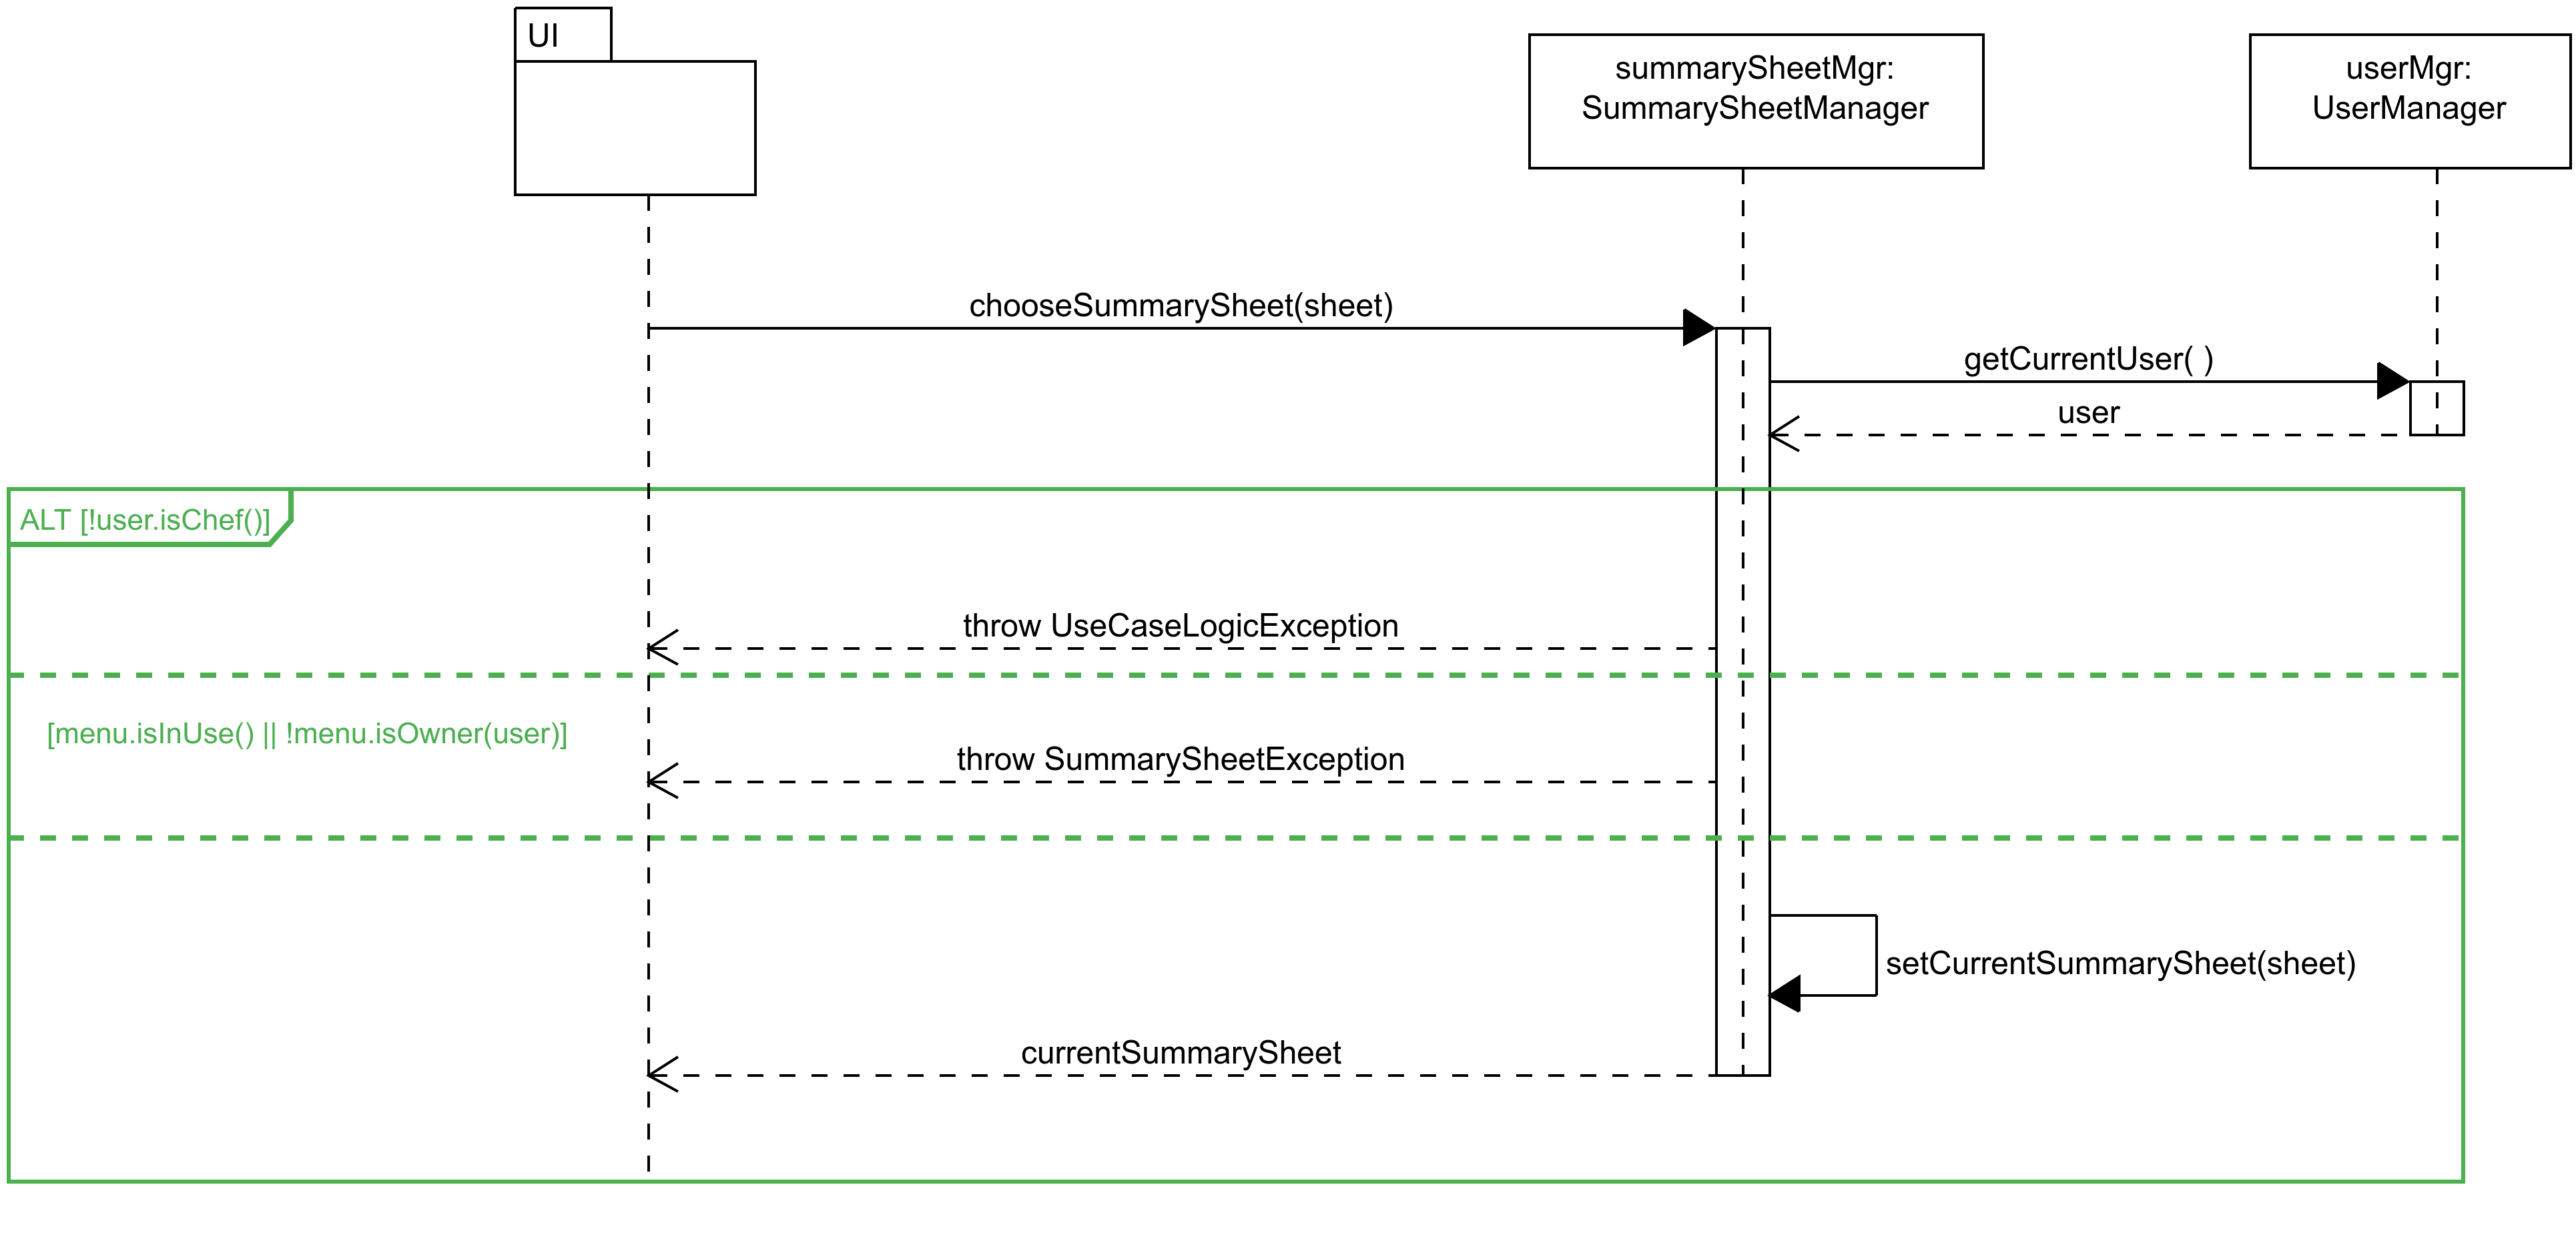 UI
summarySheetMgr:
SummarySheetManager
userMgr:
UserManager
chooseSummarySheet(sheet)
getCurrentUser( )
user
ALT [!user.isChef()]
throw UseCaseLogicException
[menu.isInUse() || !menu.isOwner(user)]
throw SummarySheetException
setCurrentSummarySheet(sheet)
currentSummarySheet